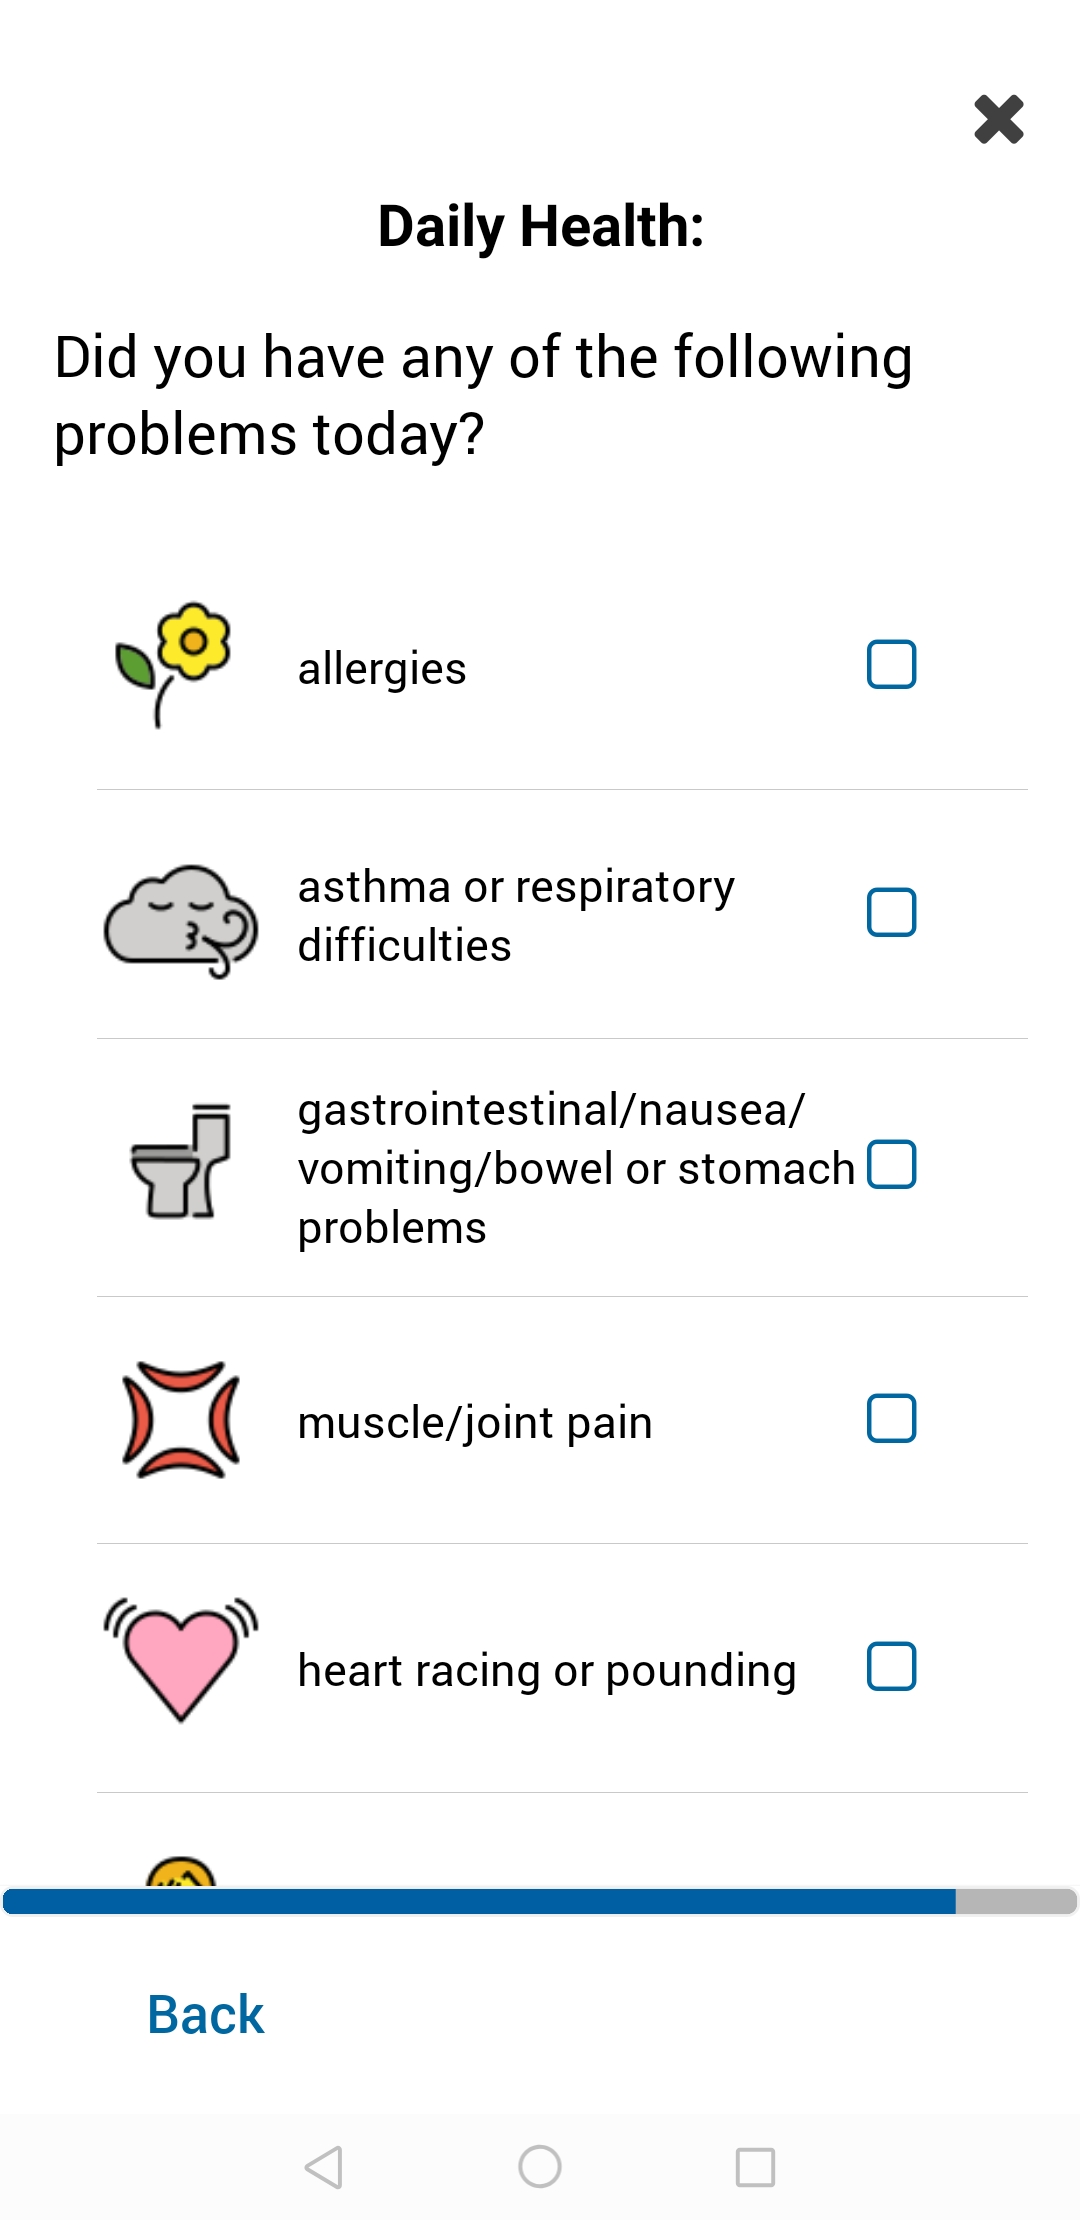 Daily Health:
Did you have any of the following
problems today?
allergies
asthma or respiratory
difficulties
gastrointestinal/nausea/
vomiting/bowel or stomach
problems
muscle/joint pain
heart racing or pounding
Back